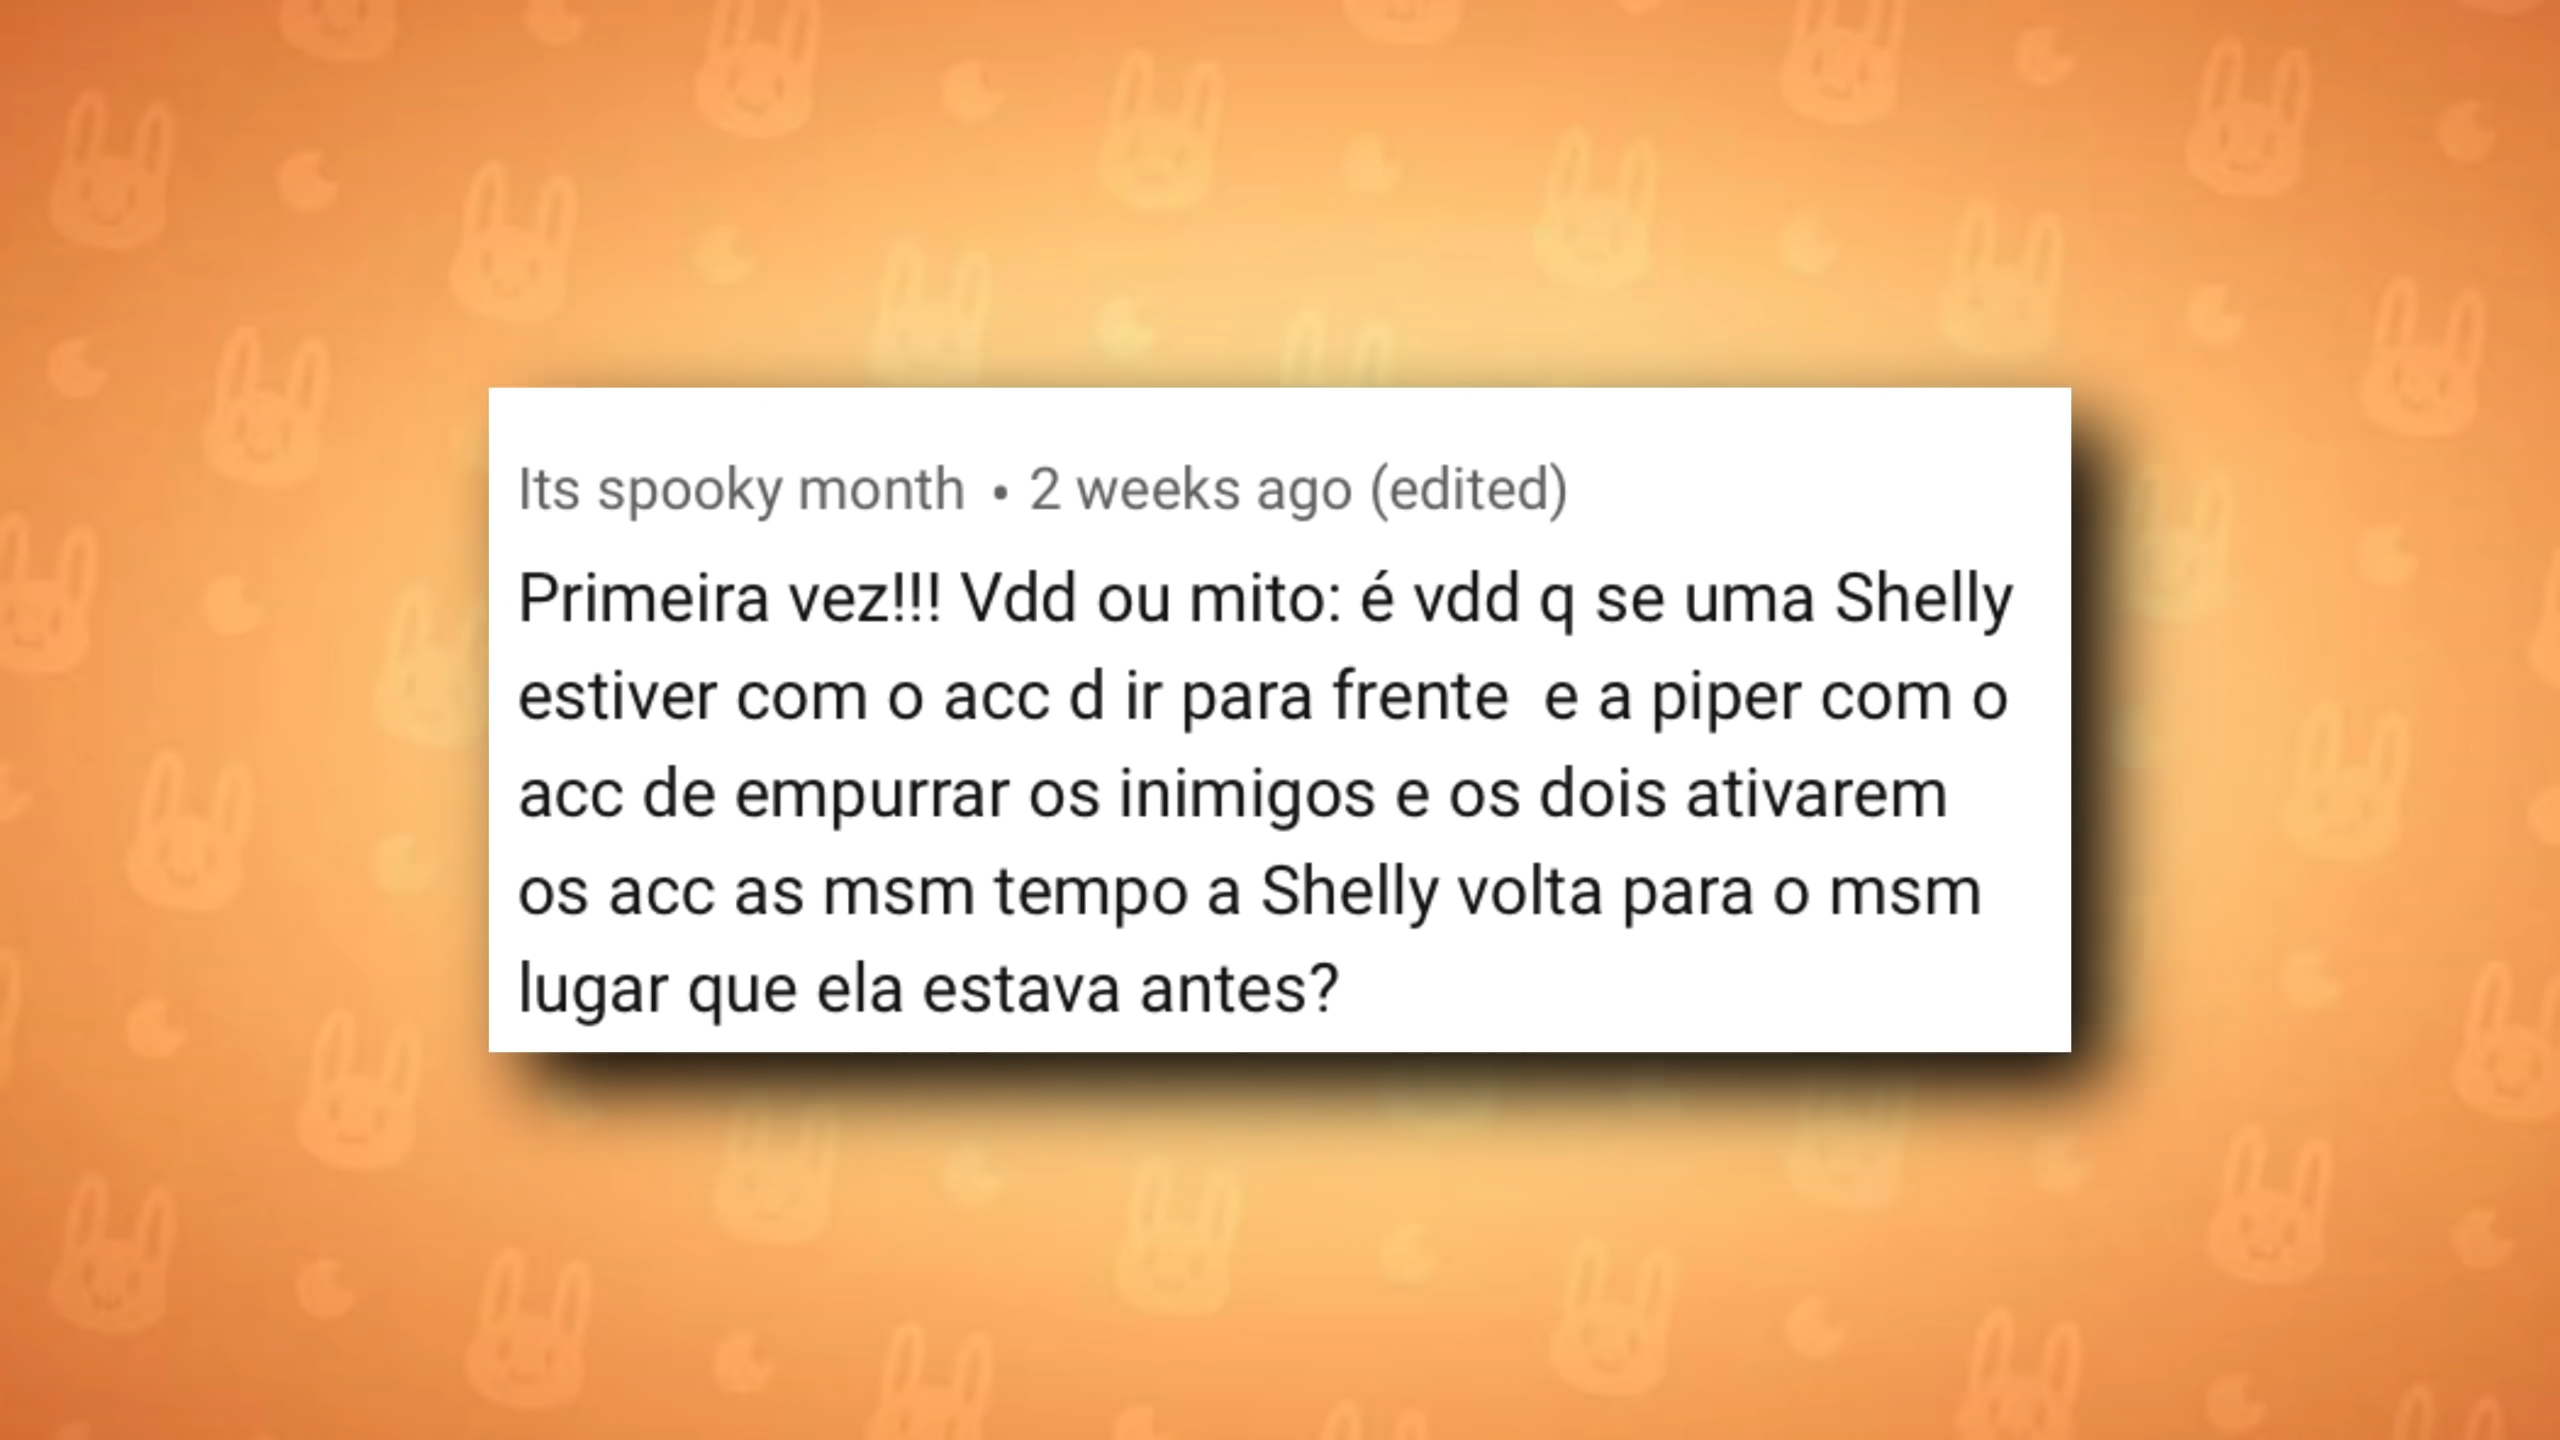 Its spooky month • 2 weeks ago (edited)
Primeira vez!!! Vdd ou mito: é vdd q se uma Shelly
estiver com o acc d ir para frente  e a piper com o
acc de empurrar os inimigos e os dois ativarem
os acc as msm tempo a Shelly volta para o msm
lugar que ela estava antes?